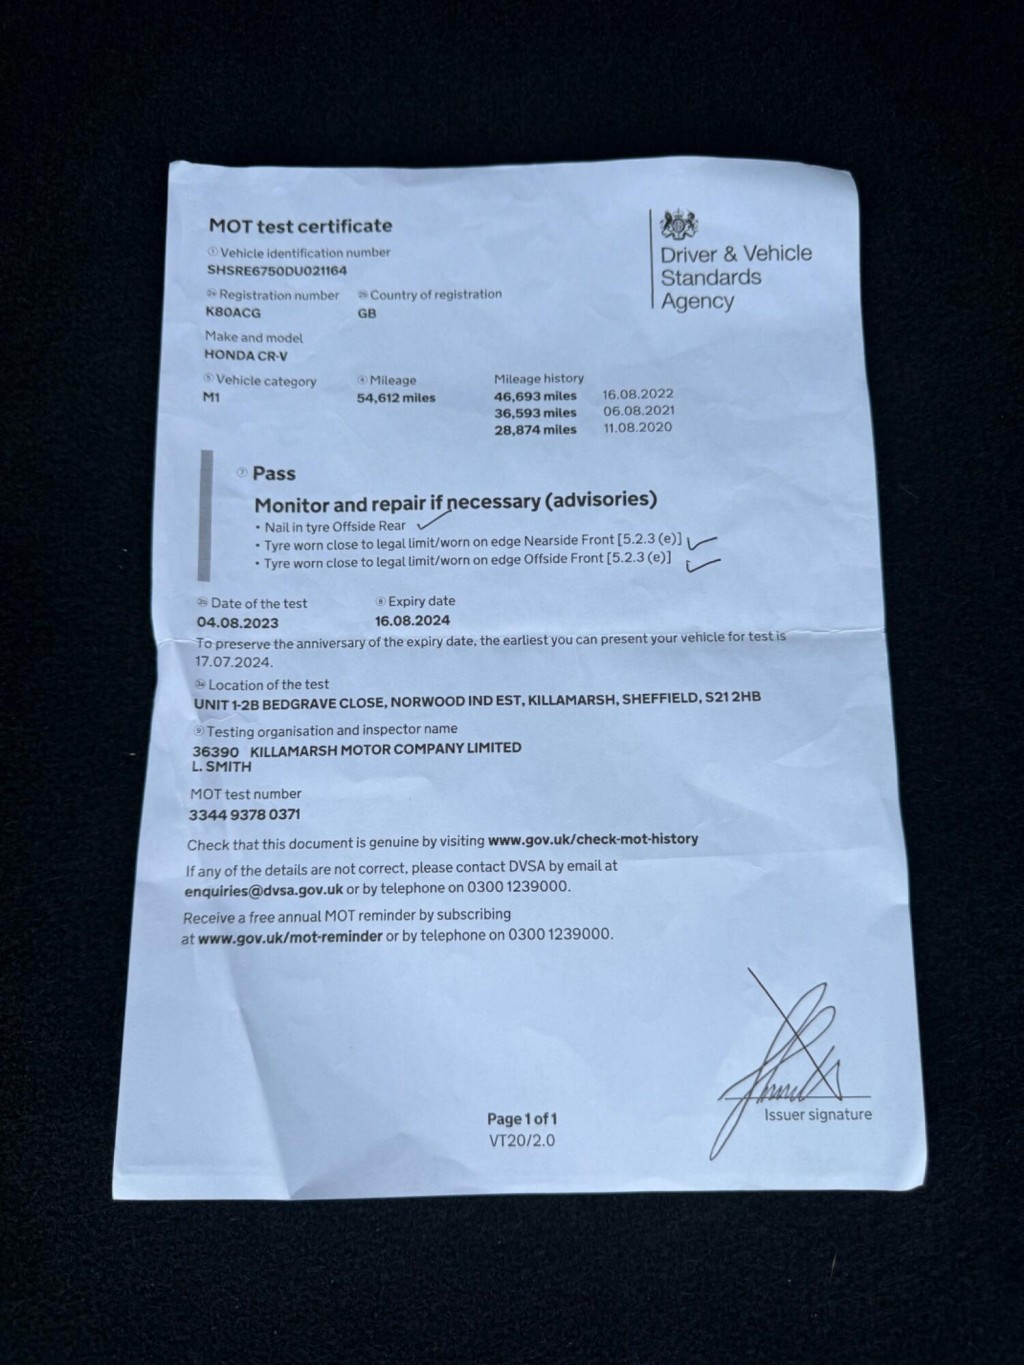 MOT test certificate
① Vehicle identification number
SHSRE6750DU021164
Registration number Country of registration
K80ACG GB
Make and model
HONDA CR-V
⑤ Vehicle category ④ Mileage Mileage history
M1 54,612 miles 46,693 miles 16.08.2022
36,593 miles 06.08.2021
28,874 miles 11.08.2020
Driver & Vehicle
Standards
Agency
⑦ Pass
Monitor and repair if necessary (advisories)
• Nail in tyre Offside Rear
• Tyre worn close to legal limit/worn on edge Nearside Front [5.2.3 (e)]
• Tyre worn close to legal limit/worn on edge Offside Front [5.2.3 (e)]
Date of the test ⑧ Expiry date
04.08.2023 16.08.2024
To preserve the anniversary of the expiry date, the earliest you can present your vehicle for test is
17.07.2024.
Location of the test
UNIT 1-2B BEDGRAVE CLOSE, NORWOOD IND EST, KILLAMARSH, SHEFFIELD, S21 2HB
⑨ Testing organisation and inspector name
36390 KILLAMARSH MOTOR COMPANY LIMITED
L. SMITH
MOT test number
3344 9378 0371
Check that this document is genuine by visiting www.gov.uk/check-mot-history
If any of the details are not correct, please contact DVSA by email at
enquiries@dvsa.gov.uk or by telephone on 0300 1239000.
Receive a free annual MOT reminder by subscribing
at www.gov.uk/mot-reminder or by telephone on 0300 1239000.
Issuer signature
Page 1 of 1
VT20/2.0